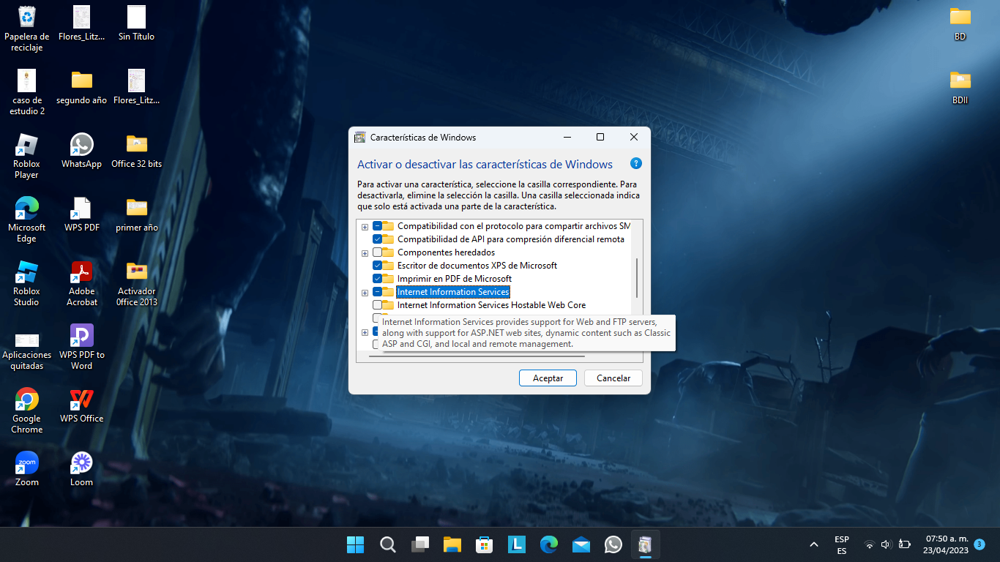 Papelera de
reciclaje
Flores_Litz...
Sin Título
caso de
estudio 2
segundo año
Flores_Litz...
Roblox
Player
WhatsApp
Office 32 bits
Microsoft
Edge
WPS PDF
primer año
Roblox
Studio
Adobe
Acrobat
Activador
Office 2013
Aplicaciones
quitadas
WPS PDF to
Word
Google
Chrome
WPS Office
zoom
Zoom
Loom
BD
BDII
Características de Windows
Activar o desactivar las características de Windows
?
Para activar una característica, seleccione la casilla correspondiente. Para
desactivarla, elimine la selección la casilla. Una casilla seleccionada indica
que solo está activada una parte de la característica.
Compatibilidad con el protocolo para compartir archivos SM
Compatibilidad de API para compresión diferencial remota
Componentes heredados
Escritor de documentos XPS de Microsoft
Imprimir en PDF de Microsoft
Internet Information Services
Internet Information Services Hostable Web Core
Internet Information Services provides support for Web and FTP servers,
along with support for ASP.NET web sites, dynamic content such as Classic
ASP and CGI, and local and remote management.
Aceptar
Cancelar
L
ESP
ES
07:50 a. m.
23/04/2023
3